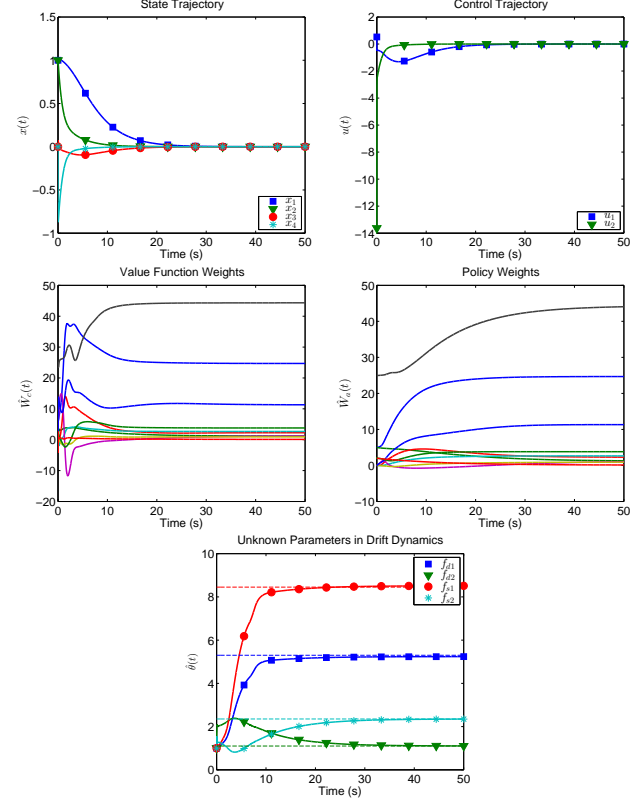 State Trajectory
1.5
1
0.5
0
−0.5
−1
x(t)
0 10 20 30 40 50
Time (s)
x₁
x₂
x₃
x₄
Control Trajectory
2
0
−2
−4
−6
−8
−10
−12
−14
u(t)
0 10 20 30 40 50
Time (s)
u₁
u₂
Value Function Weights
50
40
30
20
10
0
−10
−20
Ŵc(t)
0 10 20 30 40 50
Time (s)
Policy Weights
50
40
30
20
10
0
−10
Ŵa(t)
0 10 20 30 40 50
Time (s)
Unknown Parameters in Drift Dynamics
10
8
6
4
2
0
θ̂(t)
0 10 20 30 40 50
Time (s)
f_d1
f_d2
f_s1
f_s2